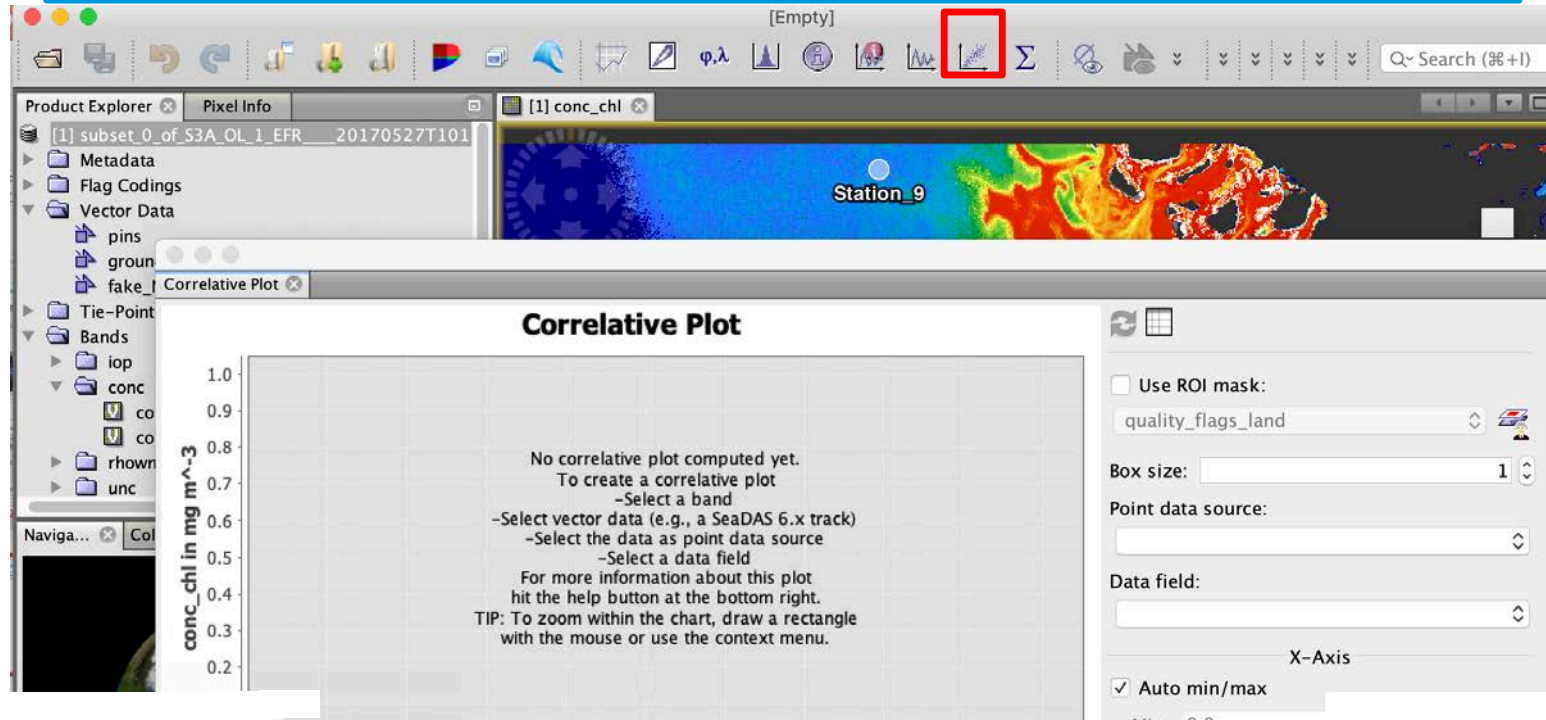 [Empty]
φ,λ
Σ
Search (⌘+I)
Product Explorer
Pixel Info
[1] conc_chl
[1] subset_0_of_S3A_OL_1_EFR____20170527T101
Metadata
Flag Codings
Vector Data
pins
groun
fake_
Tie-Point
Bands
iop
conc
co
co
rhown
unc
Station_9
Naviga...
Col
Correlative Plot
Correlative Plot
1.0
0.9
0.8
0.7
0.6
0.5
0.4
0.3
0.2
conc_chl in mg m^-3
No correlative plot computed yet.
To create a correlative plot
-Select a band
-Select vector data (e.g., a SeaDAS 6.x track)
-Select the data as point data source
-Select a data field
For more information about this plot
hit the help button at the bottom right.
TIP: To zoom within the chart, draw a rectangle
with the mouse or use the context menu.
Use ROI mask:
quality_flags_land
Box size:
1
Point data source:
Data field:
X-Axis
Auto min/max